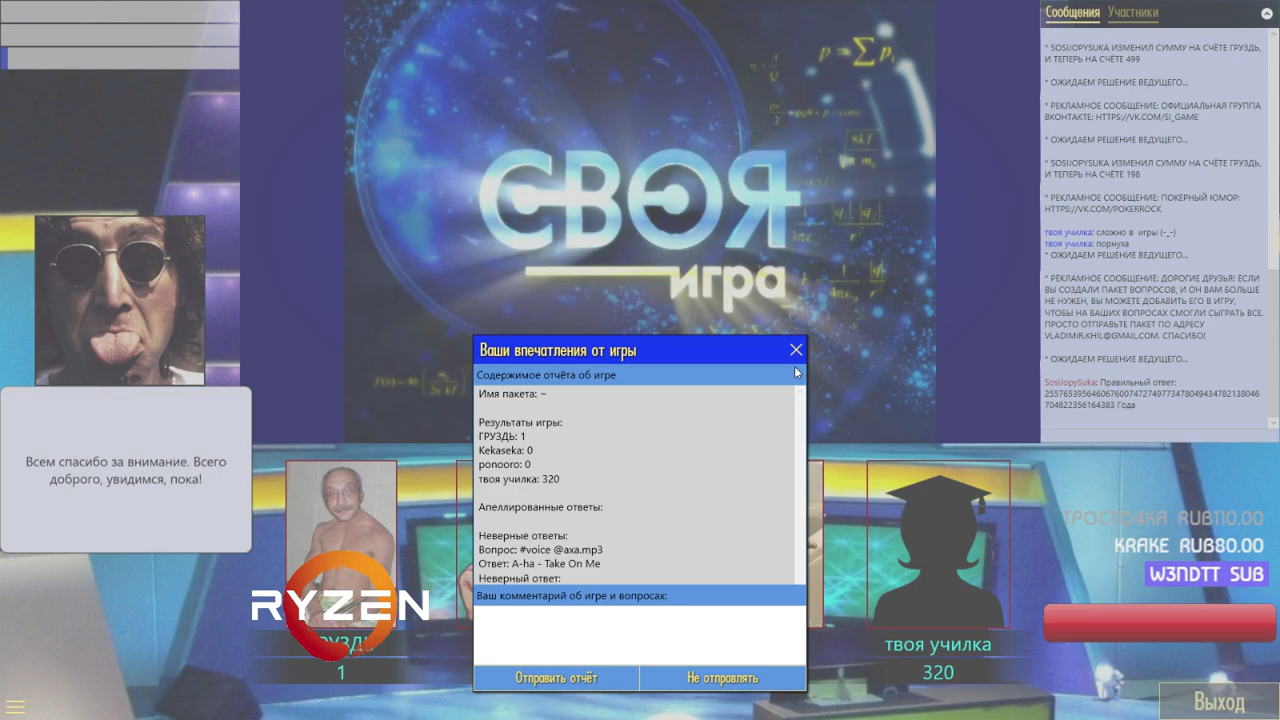 Сообщения Участники
* SOSIJOPYSUKA ИЗМЕНИЛ СУММУ НА СЧЁТЕ ГРУЗДЬ,
И ТЕПЕРЬ НА СЧЁТЕ 499
* ОЖИДАЕМ РЕШЕНИЕ ВЕДУЩЕГО...
* РЕКЛАМНОЕ СООБЩЕНИЕ: ОФИЦИАЛЬНАЯ ГРУППА
ВКОНТАКТЕ: HTTPS://VK.COM/SI_GAME
* ОЖИДАЕМ РЕШЕНИЕ ВЕДУЩЕГО...
* SOSIJOPYSUKA ИЗМЕНИЛ СУММУ НА СЧЁТЕ ГРУЗДЬ,
И ТЕПЕРЬ НА СЧЁТЕ 198
* РЕКЛАМНОЕ СООБЩЕНИЕ: ПОКЕРНЫЙ ЮМОР:
HTTPS://VK.COM/POKERROCK
твоя училка: сложно в игры (-_-)
твоя училка: порнуха
* ОЖИДАЕМ РЕШЕНИЕ ВЕДУЩЕГО...
* РЕКЛАМНОЕ СООБЩЕНИЕ: ДОРОГИЕ ДРУЗЬЯ! ЕСЛИ
ВЫ СОЗДАЛИ ПАКЕТ ВОПРОСОВ, И ОН ВАМ БОЛЬШЕ
НЕ НУЖЕН, ВЫ МОЖЕТЕ ДОБАВИТЬ ЕГО В ИГРУ,
ЧТОБЫ НА ВАШИХ ВОПРОСАХ СМОГЛИ СЫГРАТЬ ВСЕ.
ПРОСТО ОТПРАВЬТЕ ПАКЕТ ПО АДРЕСУ
VLADIMIR.KHIL@GMAIL.COM. СПАСИБО!
* ОЖИДАЕМ РЕШЕНИЕ ВЕДУЩЕГО...
SosiJopySuka: Правильный ответ:
2557653956460676007472749773478049434782138046
704822356164383 Года
СВОЯ
игра
Всем спасибо за внимание. Всего
доброго, увидимся, пока!
Ваши впечатления от игры
Содержимое отчёта об игре
Имя пакета: ~
Результаты игры:
ГРУЗДЬ: 1
Kekaseka: 0
ponooro: 0
твоя училка: 320
Апеллированные ответы:
Неверные ответы:
Вопрос: #voice @axa.mp3
Ответ: A-ha - Take On Me
Неверный ответ:
Ваш комментарий об игре и вопросах:
Отправить отчёт Не отправлять
RYZEN
ГРУЗДЬ
1
твоя училка
320
TPOCTO4KA RUB110.00
KRAKE RUB80.00
W3NDTT SUB
Выход